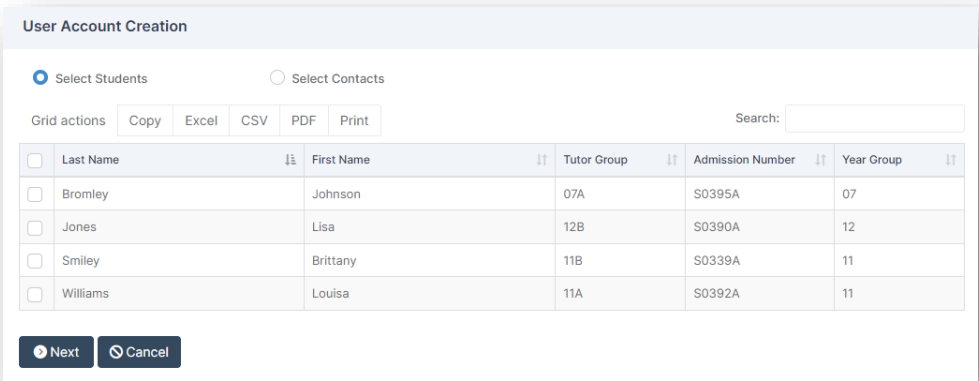 User Account Creation
Select Students Select Contacts
Grid actions Copy Excel CSV PDF Print Search:
Last Name First Name Tutor Group Admission Number Year Group
Bromley Johnson 07A S0395A 07
Jones Lisa 12B S0390A 12
Smiley Brittany 11B S0339A 11
Williams Louisa 11A S0392A 11
Next Cancel